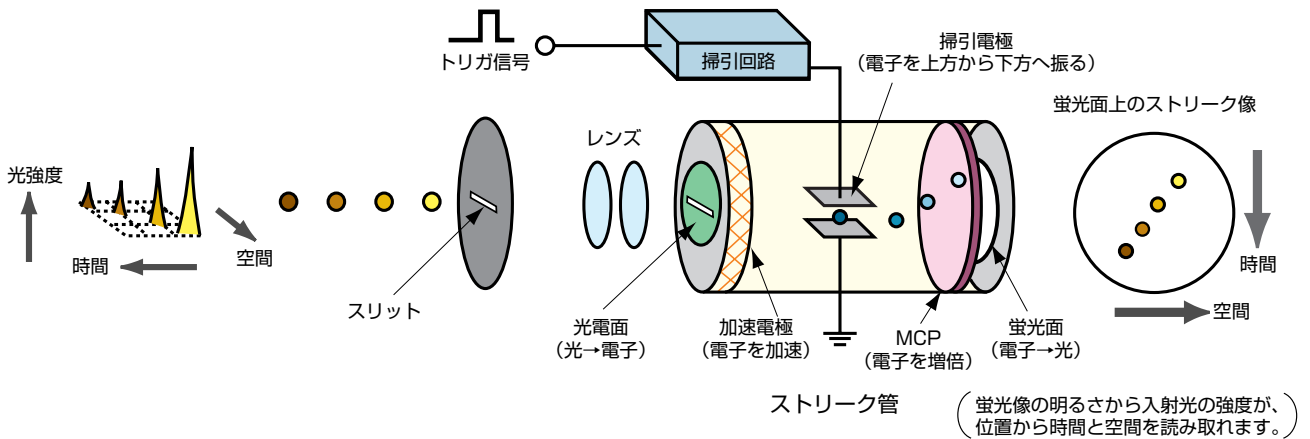 トリガ信号
掃引回路
掃引電極
（電子を上方から下方へ振る）
蛍光面上のストリーク像
光強度
時間
空間
スリット
レンズ
光電面
（光→電子）
加速電極
（電子を加速）
MCP
（電子を増倍）
蛍光面
（電子→光）
時間
空間
ストリーク管
（蛍光像の明るさから入射光の強度が、
位置から時間と空間を読み取れます。）